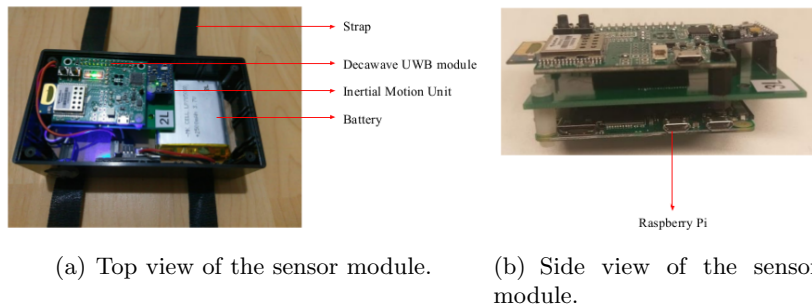 Strap
Decawave UWB module
Inertial Motion Unit
Battery
2L
Raspberry Pi
(a) Top view of the sensor module.
(b) Side view of the sensor
module.